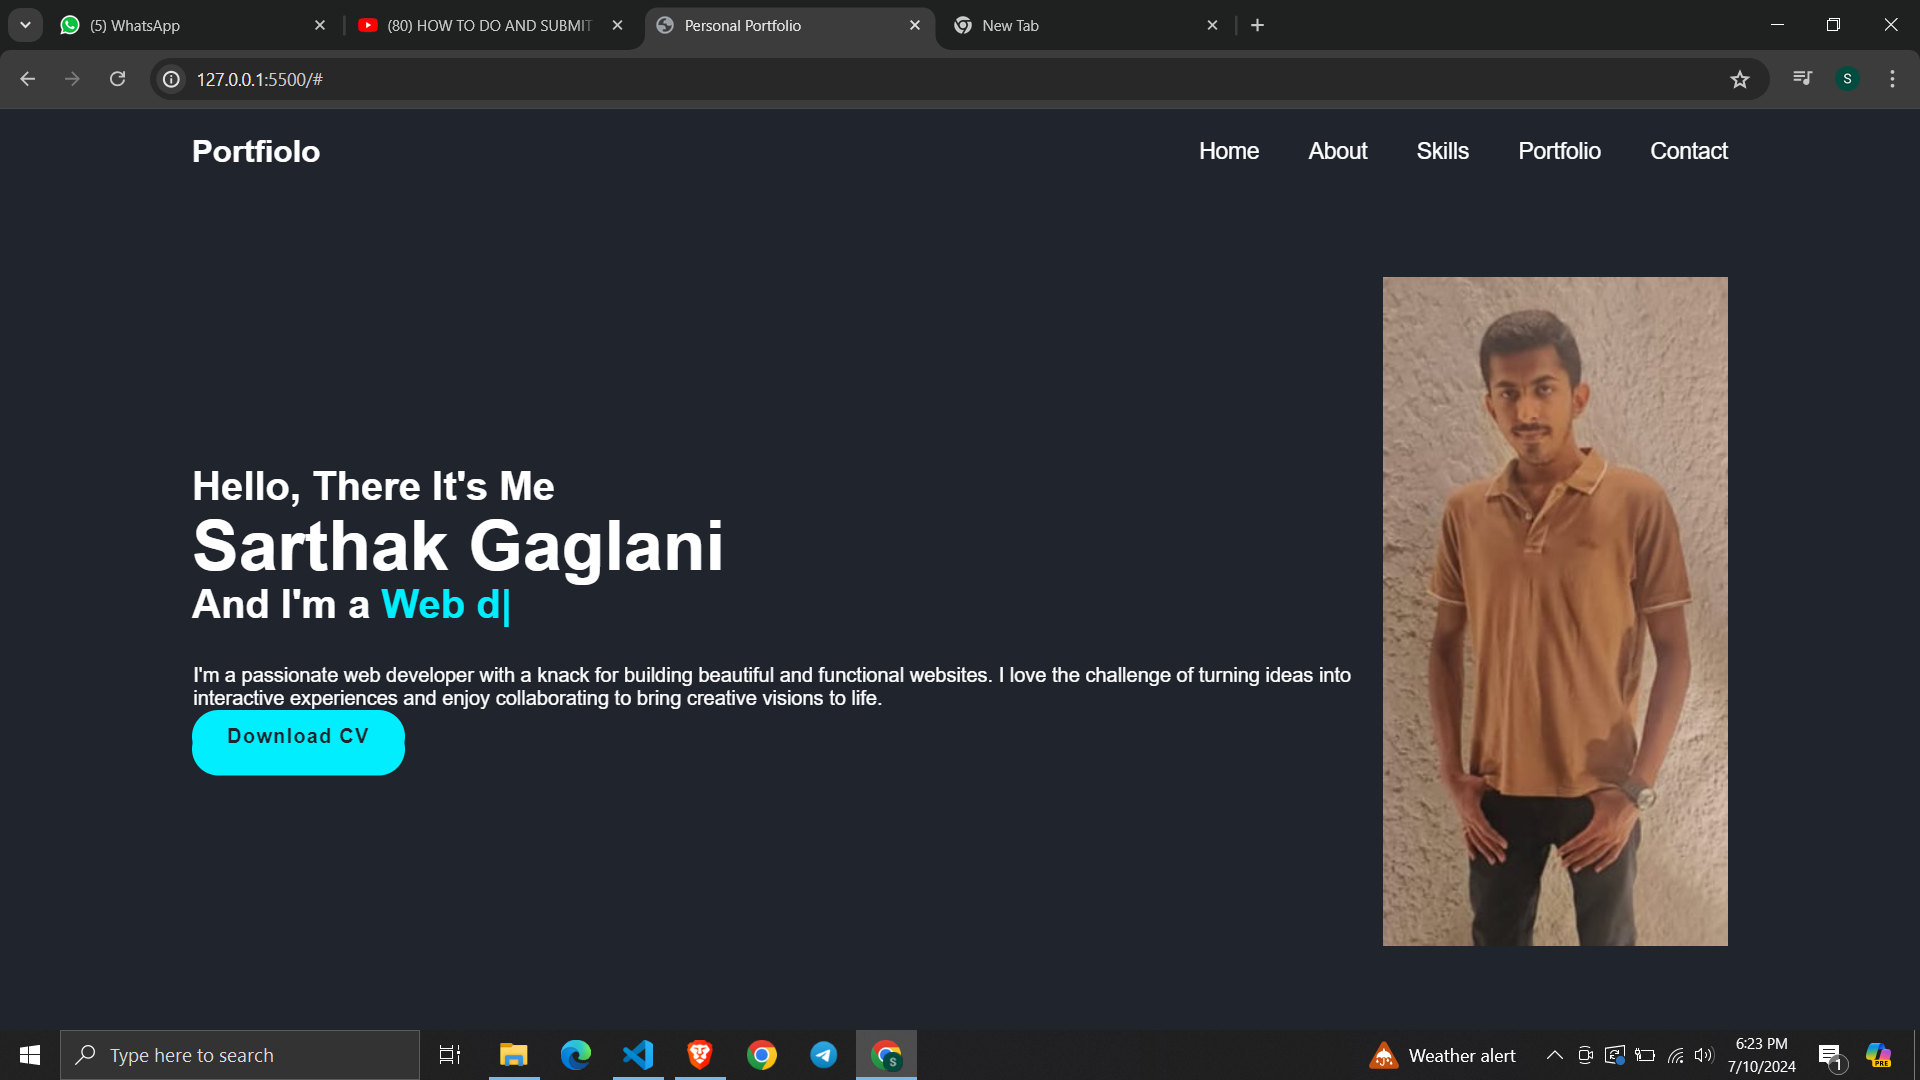 (5) WhatsApp
(80) HOW TO DO AND SUBMIT
Personal Portfolio
New Tab
127.0.0.1:5500/#
S
Portfiolo
Home
About
Skills
Portfolio
Contact
Hello, There It's Me
Sarthak Gaglani
And I'm a Web d|
I'm a passionate web developer with a knack for building beautiful and functional websites. I love the challenge of turning ideas into
interactive experiences and enjoy collaborating to bring creative visions to life.
Download CV
Type here to search
S
Weather alert
6:23 PM
7/10/2024
1
PRE